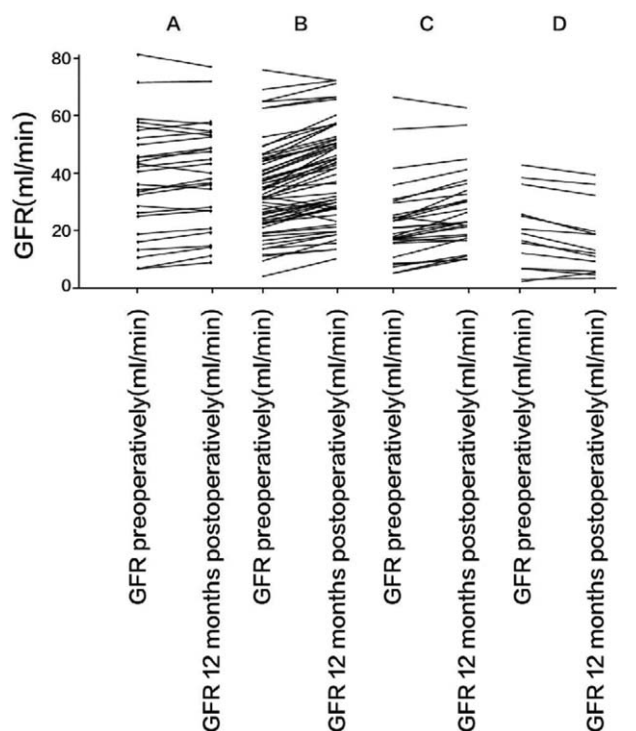 A B C D
GFR(ml/min)
80
60
40
20
0
GFR preoperatively(ml/min)
GFR 12 months postoperatively(ml/min)
GFR preoperatively(ml/min)
GFR 12 months postoperatively(ml/min)
GFR preoperatively(ml/min)
GFR 12 months postoperatively(ml/min)
GFR preoperatively(ml/min)
GFR 12 months postoperatively(ml/min)